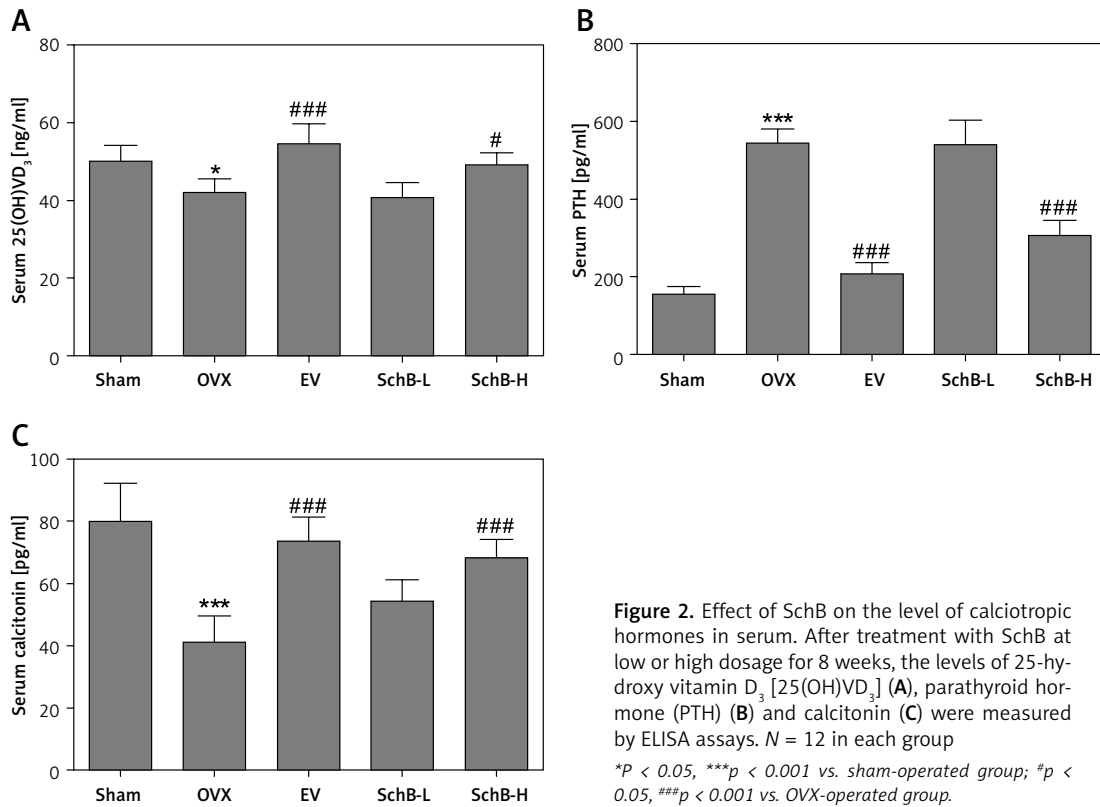 A
Serum 25(OH)VD₃ [ng/ml]
80
60
40
20
0
*
###
#
Sham OVX EV SchB-L SchB-H
B
Serum PTH [pg/ml]
800
600
400
200
0
***
###
###
Sham OVX EV SchB-L SchB-H
C
Serum calcitonin [pg/ml]
100
80
60
40
20
0
***
###
###
Sham OVX EV SchB-L SchB-H
Figure 2. Effect of SchB on the level of calciotropic
hormones in serum. After treatment with SchB at
low or high dosage for 8 weeks, the levels of 25-hy-
droxy vitamin D₃ [25(OH)VD₃] (A), parathyroid hor-
mone (PTH) (B) and calcitonin (C) were measured
by ELISA assays. N = 12 in each group
*P < 0.05, ***p < 0.001 vs. sham-operated group; #p <
0.05, ###p < 0.001 vs. OVX-operated group.